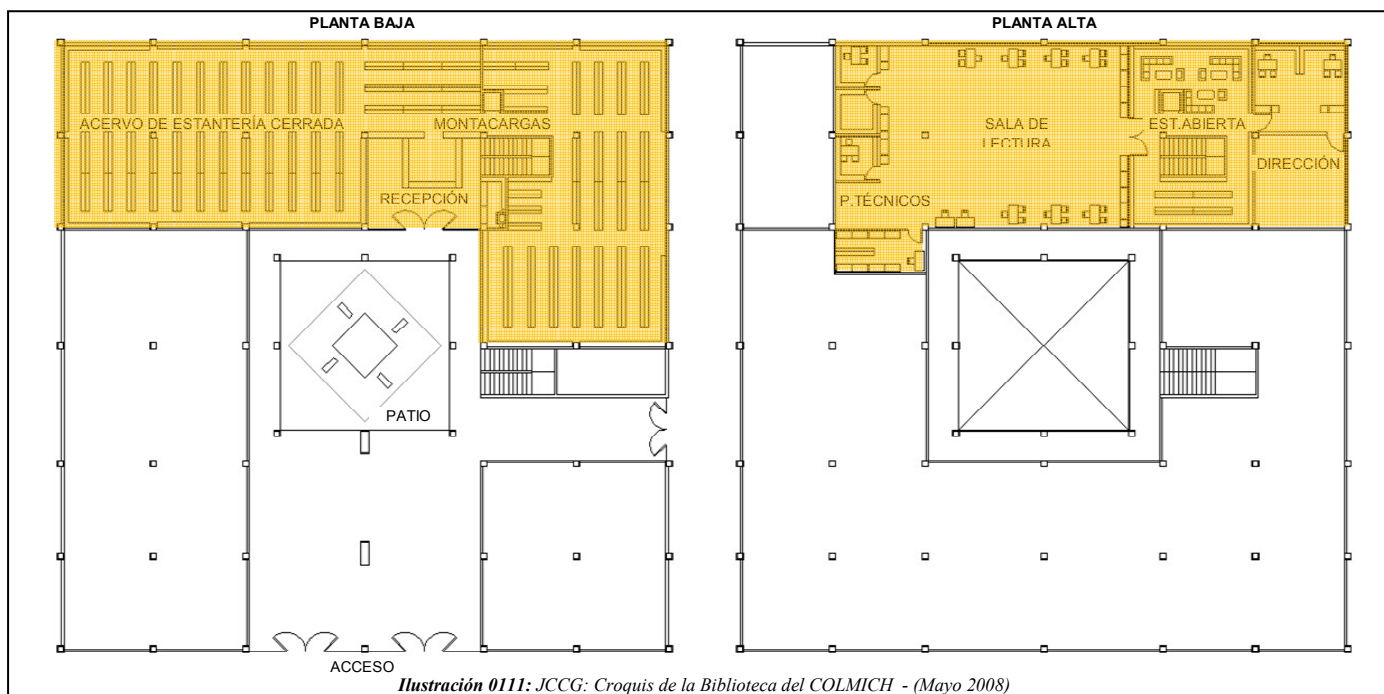 PLANTA BAJA
PLANTA ALTA
ACERVO DE ESTANTERÍA CERRADA
MONTACARGAS
RECEPCIÓN
PATIO
ACCESO
SALA DE
LECTURA
EST.ABIERTA
DIRECCIÓN
P.TÉCNICOS
Ilustración 0111: JCCG: Croquis de la Biblioteca del COLMICH - (Mayo 2008)